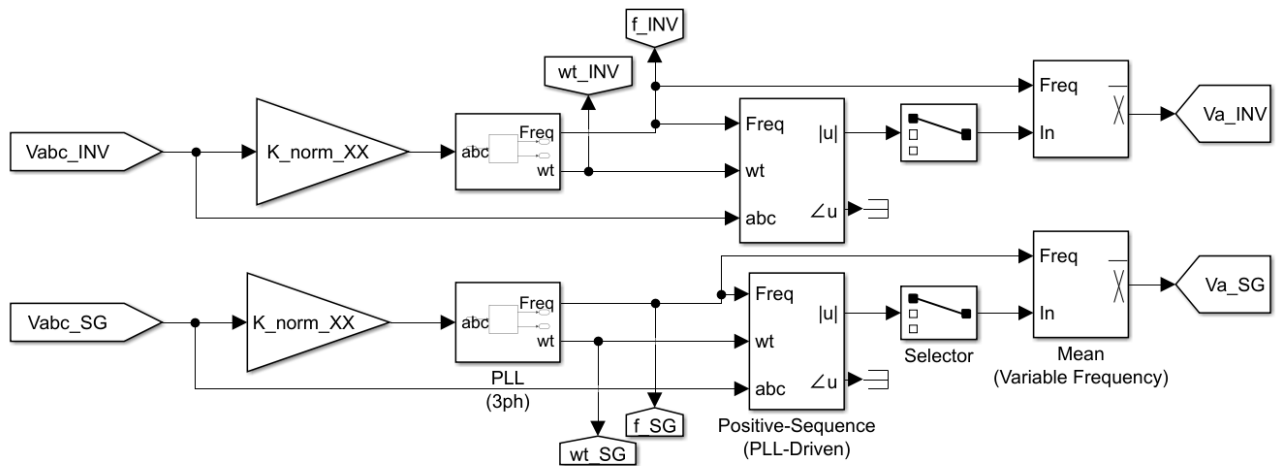 f_INV
wt_INV
Vabc_INV
K_norm_XX
abc
Freq
wt
Freq
wt
abc
|u|
∠u
Freq
In
x
Va_INV
Vabc_SG
K_norm_XX
abc
Freq
wt
PLL
(3ph)
wt_SG
f_SG
Freq
wt
abc
|u|
∠u
Positive-Sequence
(PLL-Driven)
Selector
Freq
In
x
Mean
(Variable Frequency)
Va_SG